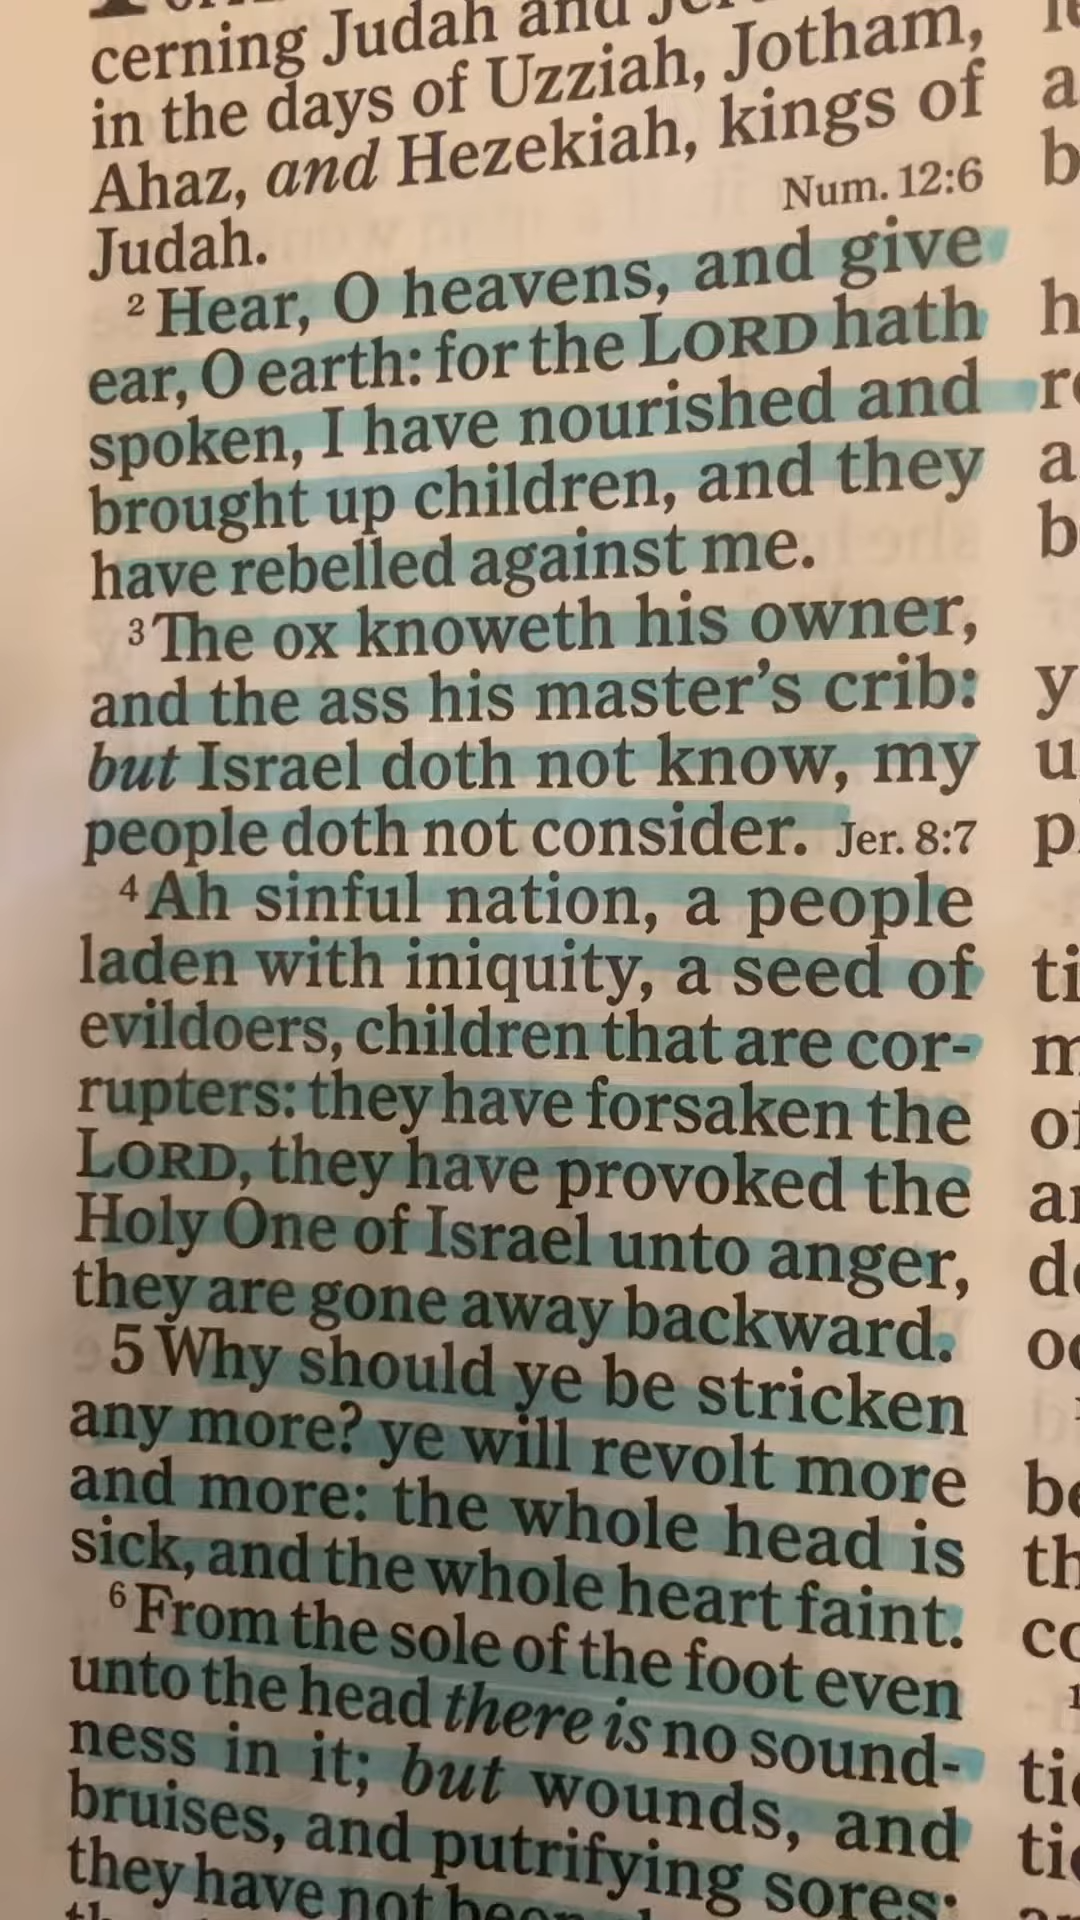 cerning Judah and
in the days of Uzziah, Jotham,
Ahaz, and Hezekiah, kings of
Judah. Num. 12:6
2 Hear, O heavens, and give
ear, O earth: for the LORD hath
spoken, I have nourished and
brought up children, and they
have rebelled against me.
3 The ox knoweth his owner,
and the ass his master's crib:
but Israel doth not know, my
people doth not consider. Jer. 8:7
4 Ah sinful nation, a people
laden with iniquity, a seed of
evildoers, children that are cor-
rupters: they have forsaken the
LORD, they have provoked the
Holy One of Israel unto anger,
they are gone away backward.
5 Why should ye be stricken
any more? ye will revolt more
and more: the whole head is
sick, and the whole heart faint.
6 From the sole of the foot even
unto the head there is no sound-
ness in it; but wounds, and
bruises, and putrifying sores:
they have not been